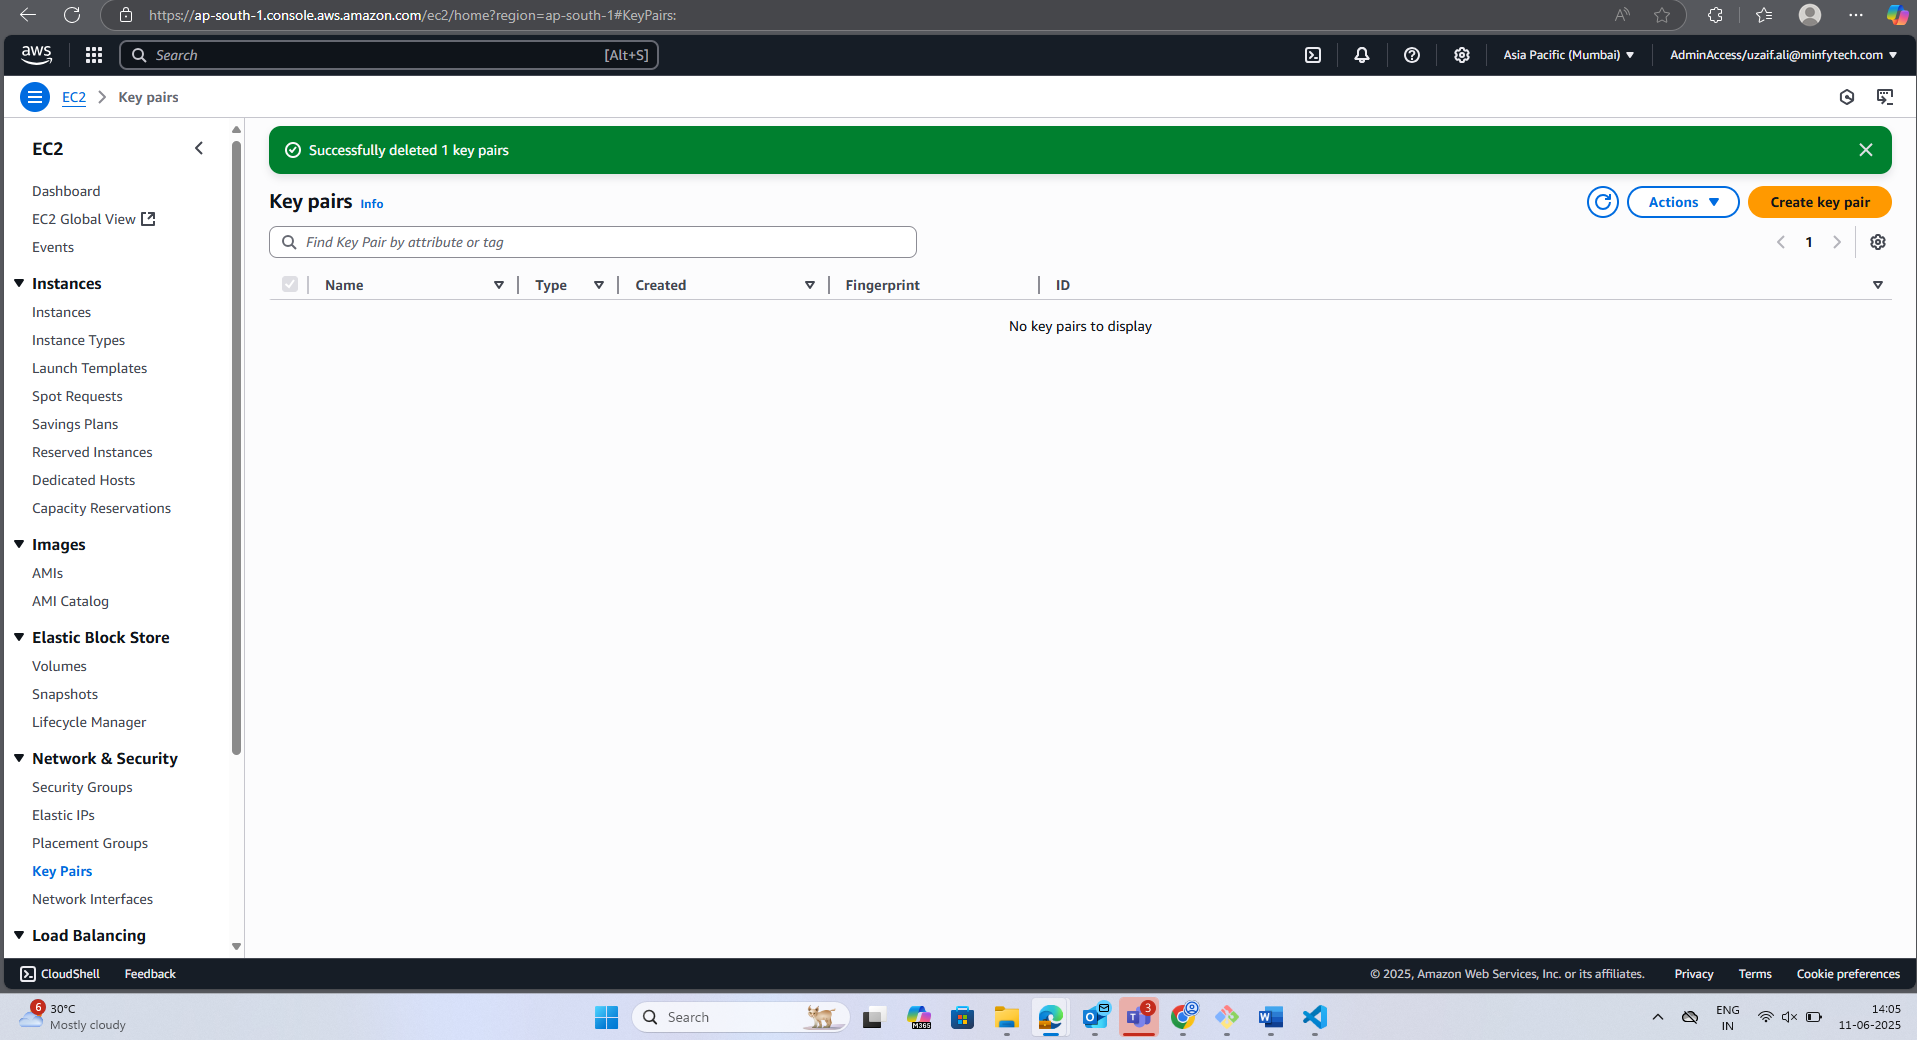 https://ap-south-1.console.aws.amazon.com/ec2/home?region=ap-south-1#KeyPairs:
aws
Search
[Alt+S]
Asia Pacific (Mumbai)
AdminAccess/uzaif.ali@minfytech.com
EC2
Key pairs
EC2
Dashboard
EC2 Global View
Events
Instances
Instances
Instance Types
Launch Templates
Spot Requests
Savings Plans
Reserved Instances
Dedicated Hosts
Capacity Reservations
Images
AMIs
AMI Catalog
Elastic Block Store
Volumes
Snapshots
Lifecycle Manager
Network & Security
Security Groups
Elastic IPs
Placement Groups
Key Pairs
Network Interfaces
Load Balancing
Successfully deleted 1 key pairs
Key pairs Info
Actions
Create key pair
Find Key Pair by attribute or tag
1
Name
Type
Created
Fingerprint
ID
No key pairs to display
CloudShell
Feedback
© 2025, Amazon Web Services, Inc. or its affiliates.
Privacy
Terms
Cookie preferences
6
30°C
Mostly cloudy
Search
M365
3
ENG
IN
14:05
11-06-2025